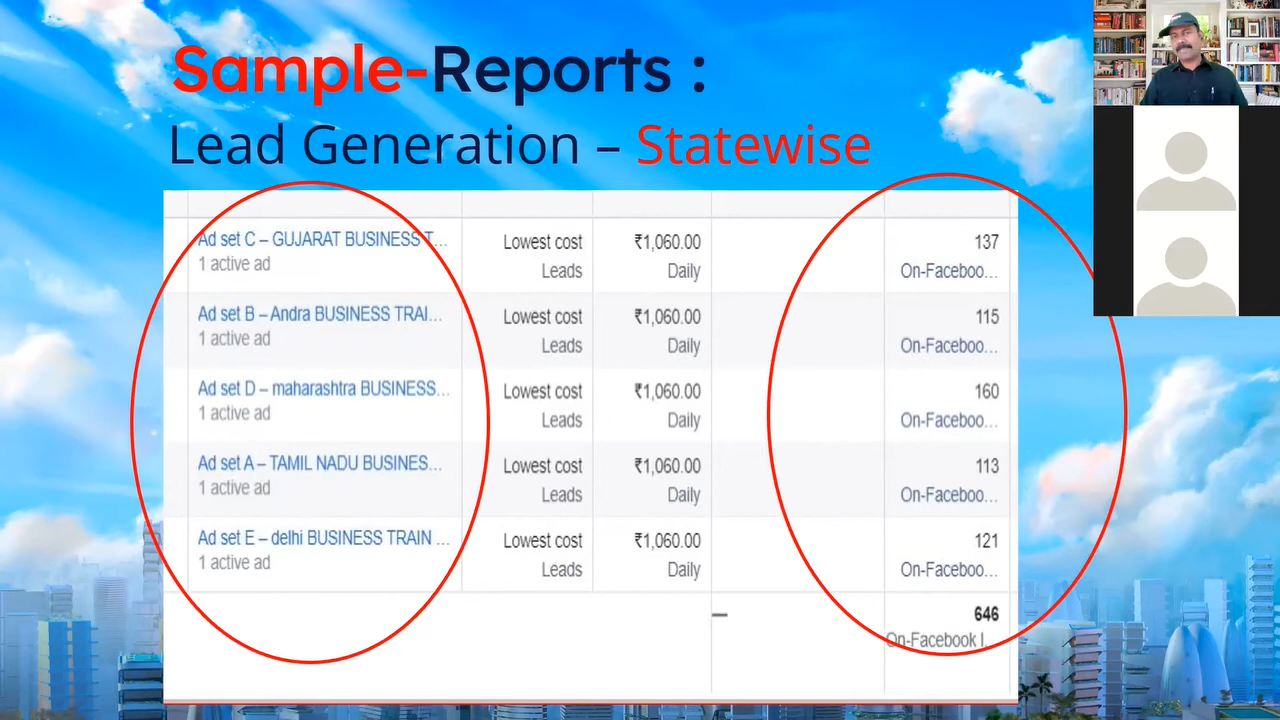 Sample-Reports :
Lead Generation – Statewise
Ad set C – GUJARAT BUSINESS T... Lowest cost ₹1,060.00 137
1 active ad Leads Daily On-Faceboo...
Ad set B – Andra BUSINESS TRAI... Lowest cost ₹1,060.00 115
1 active ad Leads Daily On-Faceboo...
Ad set D – maharashtra BUSINESS... Lowest cost ₹1,060.00 160
1 active ad Leads Daily On-Faceboo...
Ad set A – TAMIL NADU BUSINES... Lowest cost ₹1,060.00 113
1 active ad Leads Daily On-Faceboo...
Ad set E – delhi BUSINESS TRAIN ... Lowest cost ₹1,060.00 121
1 active ad Leads Daily On-Faceboo...
— 646
On-Facebook l...